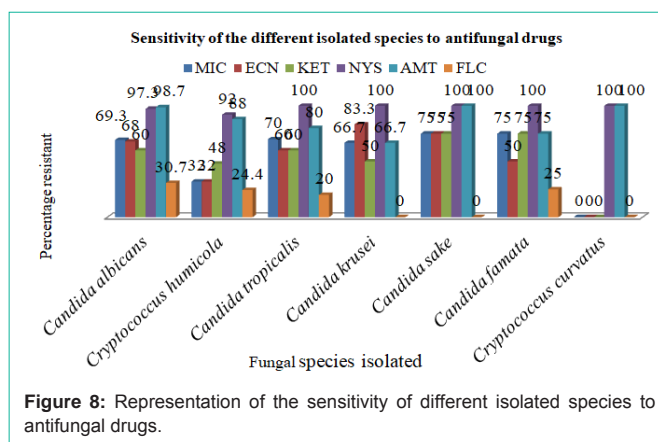 Sensitivity of the different isolated species to antifungal drugs
MIC ECN KET NYS AMT FLC
Percentage resistant
69.3 68 60 97.3 98.7 30.7
32 32 48 92 88 24.4
70 60 60 100 80 20
66.7 83.3 50 100 66.7 0
75 75 75 100 100 0
75 50 75 100 75 25
0 0 0 100 100 0
Candida albicans
Cryptococcus humicola
Candida tropicalis
Candida krusei
Candida sake
Candida famata
Cryptococcus curvatus
Fungal species isolated
Figure 8: Representation of the sensitivity of different isolated species to
antifungal drugs.